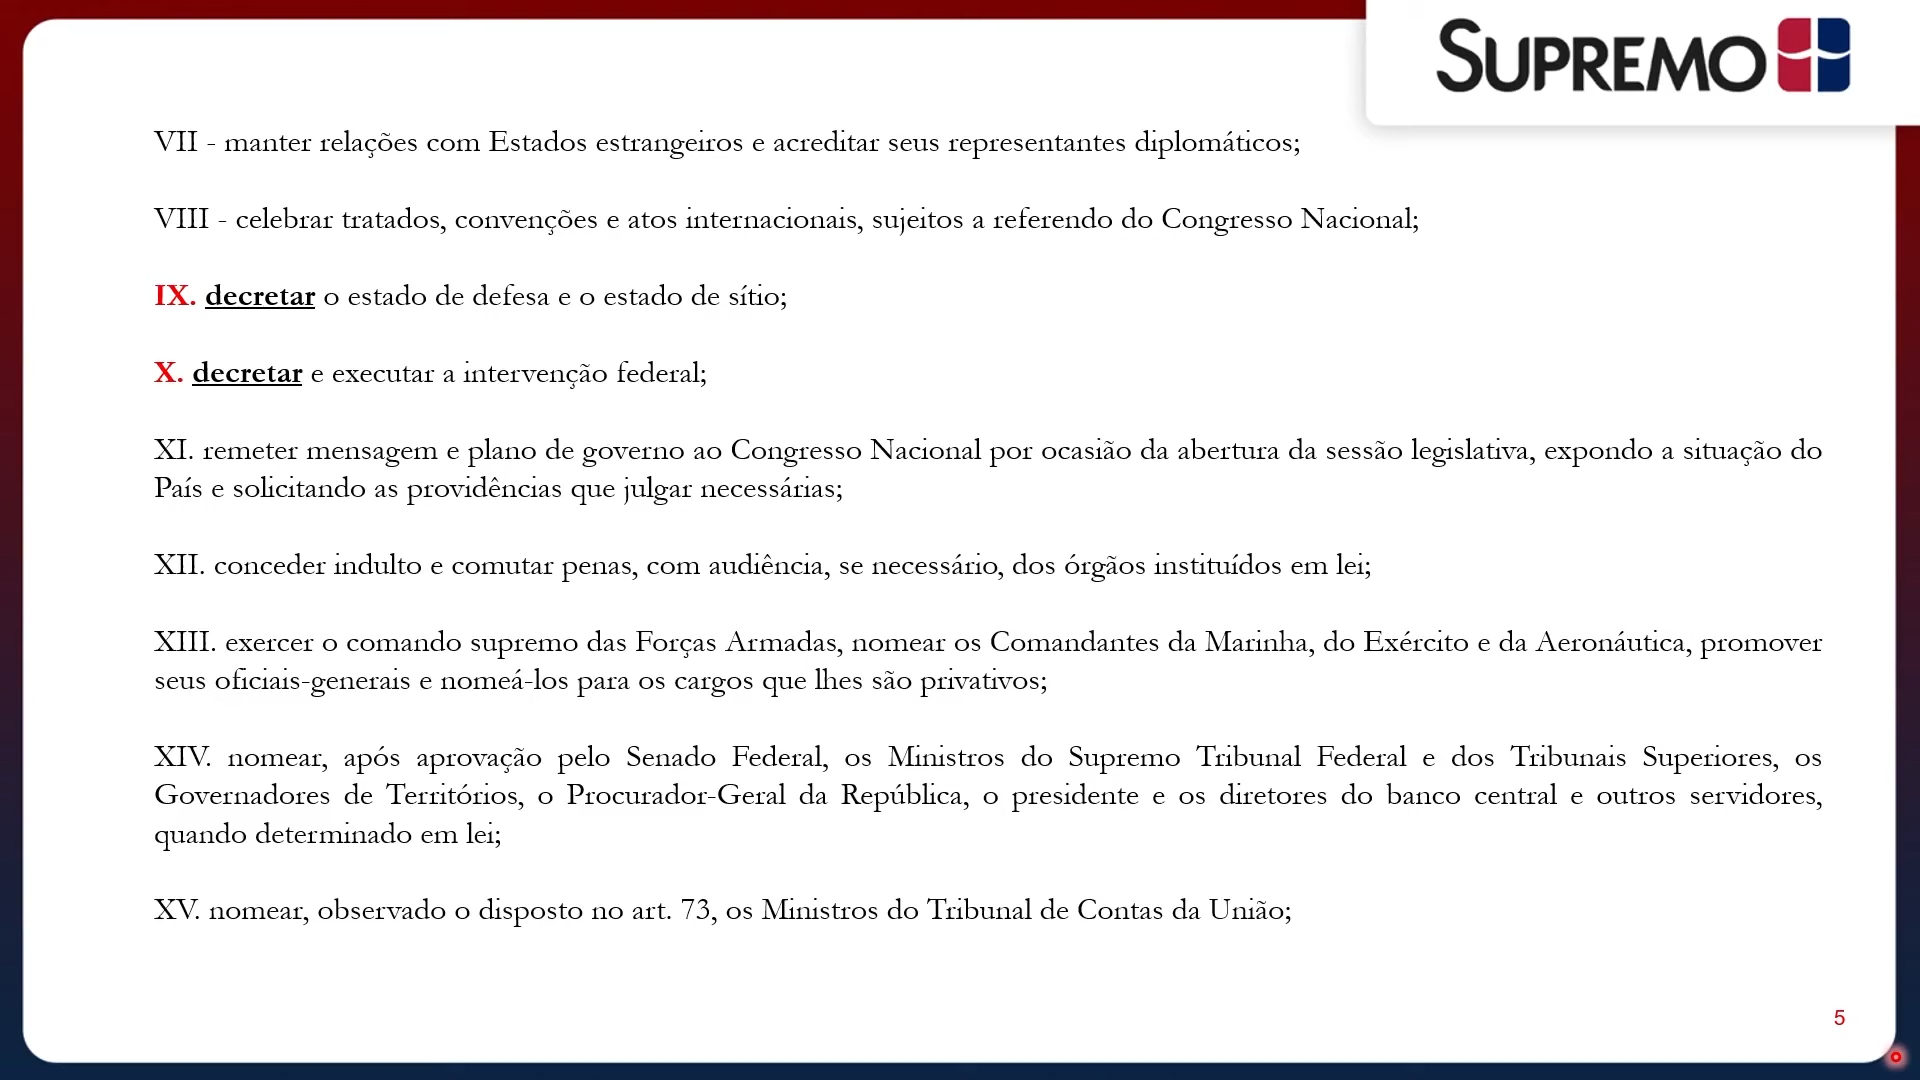 SUPREMO
VII - manter relações com Estados estrangeiros e acreditar seus representantes diplomáticos;
VIII - celebrar tratados, convenções e atos internacionais, sujeitos a referendo do Congresso Nacional;
IX. decretar o estado de defesa e o estado de sítio;
X. decretar e executar a intervenção federal;
XI. remeter mensagem e plano de governo ao Congresso Nacional por ocasião da abertura da sessão legislativa, expondo a situação do
País e solicitando as providências que julgar necessárias;
XII. conceder indulto e comutar penas, com audiência, se necessário, dos órgãos instituídos em lei;
XIII. exercer o comando supremo das Forças Armadas, nomear os Comandantes da Marinha, do Exército e da Aeronáutica, promover
seus oficiais-generais e nomeá-los para os cargos que lhes são privativos;
XIV. nomear, após aprovação pelo Senado Federal, os Ministros do Supremo Tribunal Federal e dos Tribunais Superiores, os
Governadores de Territórios, o Procurador-Geral da República, o presidente e os diretores do banco central e outros servidores,
quando determinado em lei;
XV. nomear, observado o disposto no art. 73, os Ministros do Tribunal de Contas da União;
5